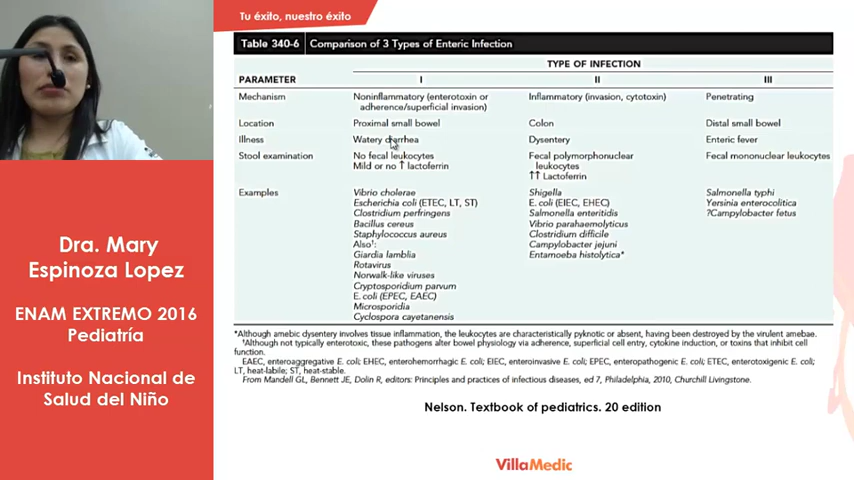 Tu éxito, nuestro éxito
Table 340-6 Comparison of 3 Types of Enteric Infection
TYPE OF INFECTION
PARAMETER I II III
Mechanism Noninflammatory (enterotoxin or adherence/superficial invasion) Inflammatory (invasion, cytotoxin) Penetrating
Location Proximal small bowel Colon Distal small bowel
Illness Watery diarrhea Dysentery Enteric fever
Stool examination No fecal leukocytes Fecal polymorphonuclear Fecal mononuclear leukocytes
Mild or no ↑ lactoferrin leukocytes
↑↑ Lactoferrin
Examples Vibrio cholerae Shigella Salmonella typhi
Escherichia coli (ETEC, LT, ST) E. coli (EIEC, EHEC) Yersinia enterocolitica
Clostridium perfringens Salmonella enteritidis ?Campylobacter fetus
Bacillus cereus Vibrio parahaemolyticus
Staphylococcus aureus Clostridium difficile
Also†: Campylobacter jejuni
Giardia lamblia Entamoeba histolytica*
Rotavirus
Norwalk-like viruses
Cryptosporidium parvum
E. coli (EPEC, EAEC)
Microsporidia
Cyclospora cayetanensis
*Although amebic dysentery involves tissue inflammation, the leukocytes are characteristically pyknotic or absent, having been destroyed by the virulent amebae.
†Although not typically enterotoxic, these pathogens alter bowel physiology via adherence, superficial cell entry, cytokine induction, or toxins that inhibit cell
function.
EAEC, enteroaggregative E. coli; EHEC, enterohemorrhagic E. coli; EIEC, enteroinvasive E. coli; EPEC, enteropathogenic E. coli; ETEC, enterotoxigenic E. coli;
LT, heat-labile; ST, heat-stable.
From Mandell GL, Bennett JE, Dolin R, editors: Principles and practices of infectious diseases, ed 7, Philadelphia, 2010, Churchill Livingstone.
Nelson. Textbook of pediatrics. 20 edition
Dra. Mary
Espinoza Lopez
ENAM EXTREMO 2016
Pediatría
Instituto Nacional de
Salud del Niño
VillaMedic